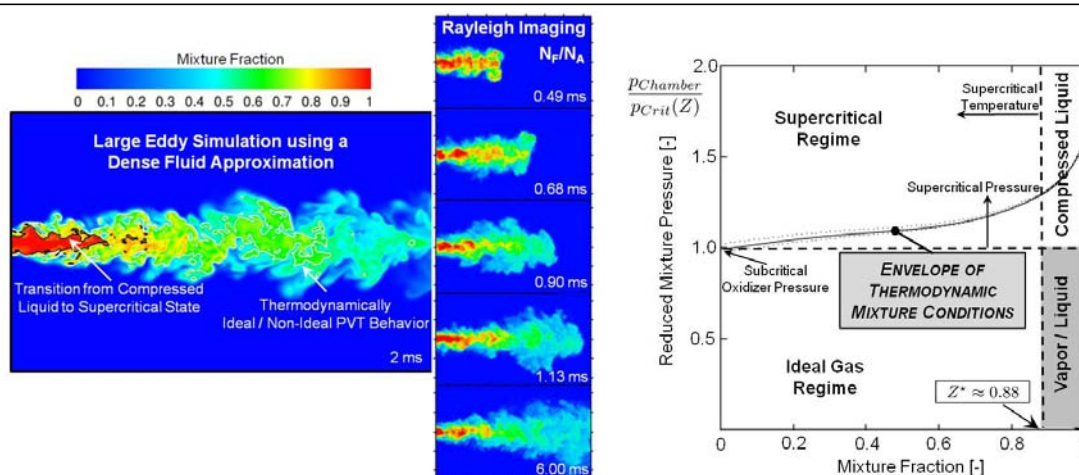 Mixture Fraction
0 0.1 0.2 0.3 0.4 0.5 0.6 0.7 0.8 0.9 1
Large Eddy Simulation using a
Dense Fluid Approximation
Transition from Compressed
Liquid to Supercritical State
Thermodynamically
Ideal / Non-Ideal PVT Behavior
2 ms
Rayleigh Imaging
N_F/N_A
0.49 ms
0.68 ms
0.90 ms
1.13 ms
6.00 ms
p_Chamber
p_Crit(Z)
2.0
1.5
1.0
0.5
Reduced Mixture Pressure [-]
Supercritical
Regime
Supercritical
Temperature
Supercritical Pressure
Compressed Liquid
Subcritical
Oxidizer Pressure
ENVELOPE OF
THERMODYNAMIC
MIXTURE CONDITIONS
Ideal Gas
Regime
Vapor / Liquid
Z* ≈ 0.88
0 0.2 0.4 0.6 0.8
Mixture Fraction [-]